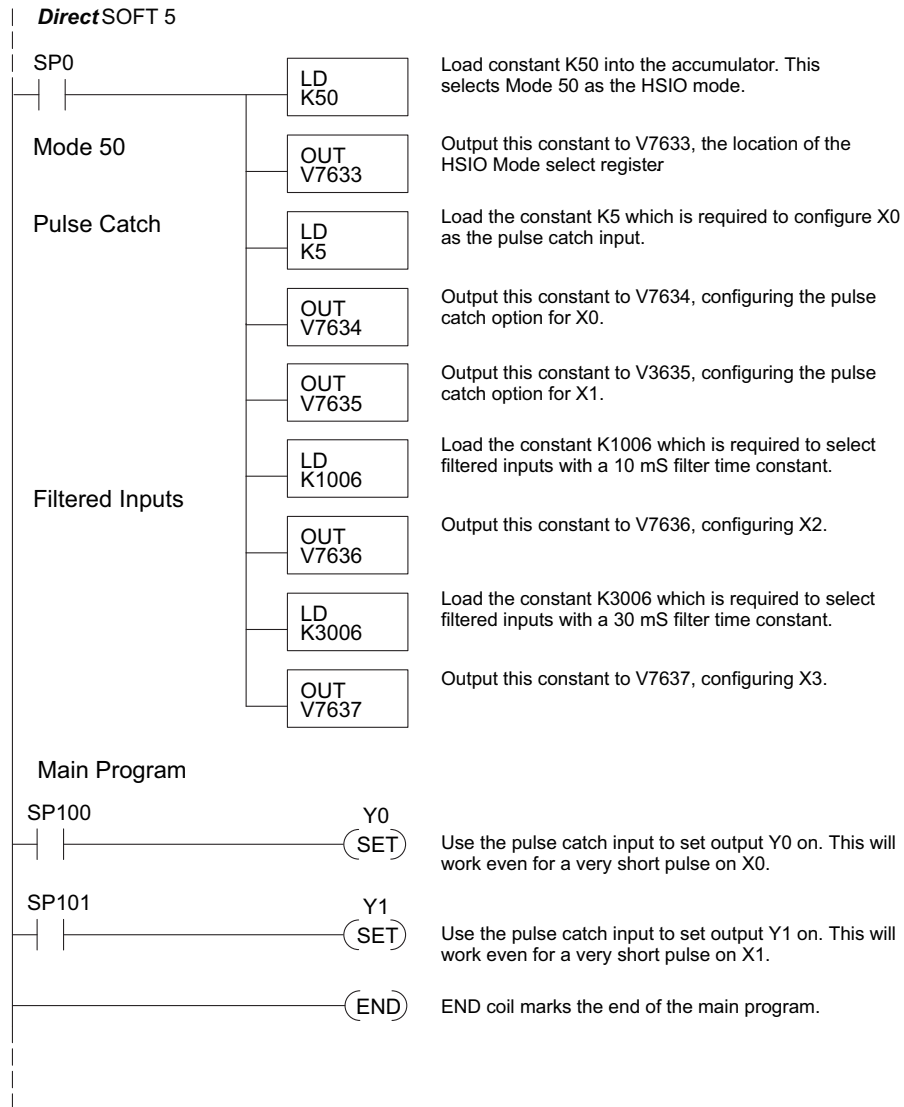 DirectSOFT 5
SP0
LD
K50
Load constant K50 into the accumulator. This
selects Mode 50 as the HSIO mode.
Mode 50
OUT
V7633
Output this constant to V7633, the location of the
HSIO Mode select register
Pulse Catch
LD
K5
Load the constant K5 which is required to configure X0
as the pulse catch input.
OUT
V7634
Output this constant to V7634, configuring the pulse
catch option for X0.
OUT
V7635
Output this constant to V3635, configuring the pulse
catch option for X1.
LD
K1006
Load the constant K1006 which is required to select
filtered inputs with a 10 mS filter time constant.
Filtered Inputs
OUT
V7636
Output this constant to V7636, configuring X2.
LD
K3006
Load the constant K3006 which is required to select
filtered inputs with a 30 mS filter time constant.
OUT
V7637
Output this constant to V7637, configuring X3.
Main Program
SP100
Y0
SET
Use the pulse catch input to set output Y0 on. This will
work even for a very short pulse on X0.
SP101
Y1
SET
Use the pulse catch input to set output Y1 on. This will
work even for a very short pulse on X1.
END
END coil marks the end of the main program.